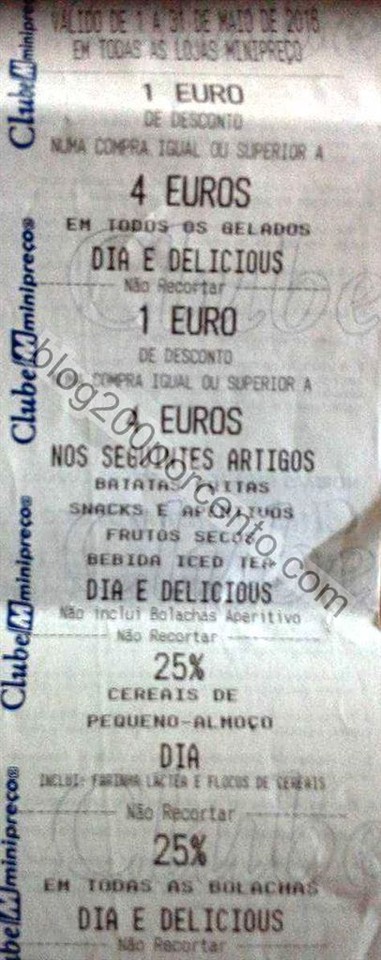 VÁLIDO DE 1 A 31 DE MAIO DE 2016
EM TODAS AS LOJAS MINIPREÇO
1 EURO
DE DESCONTO
NUMA COMPRA IGUAL OU SUPERIOR A
4 EUROS
EM TODOS OS GELADOS
DIA E DELICIOUS
Não Recortar
1 EURO
DE DESCONTO
COMPRA IGUAL OU SUPERIOR A
4 EUROS
NOS SEGUINTES ARTIGOS
BATATAS FRITAS
SNACKS E APERITIVOS
FRUTOS SECOS
BEBIDA ICED TEA
DIA E DELICIOUS
Não inclui Bolachas Aperitivo
Não Recortar
25%
CEREAIS DE
PEQUENO-ALMOÇO
DIA
INCLUI: FARINHA LÁCTEA E FLOCOS DE CEREAIS
Não Recortar
25%
EM TODAS AS BOLACHAS
DIA E DELICIOUS
Não Recortar
Clube M minipreço®
Clube M minipreço®
Clube M minipreço®
Clube M minipreço®
blog200porcento.com